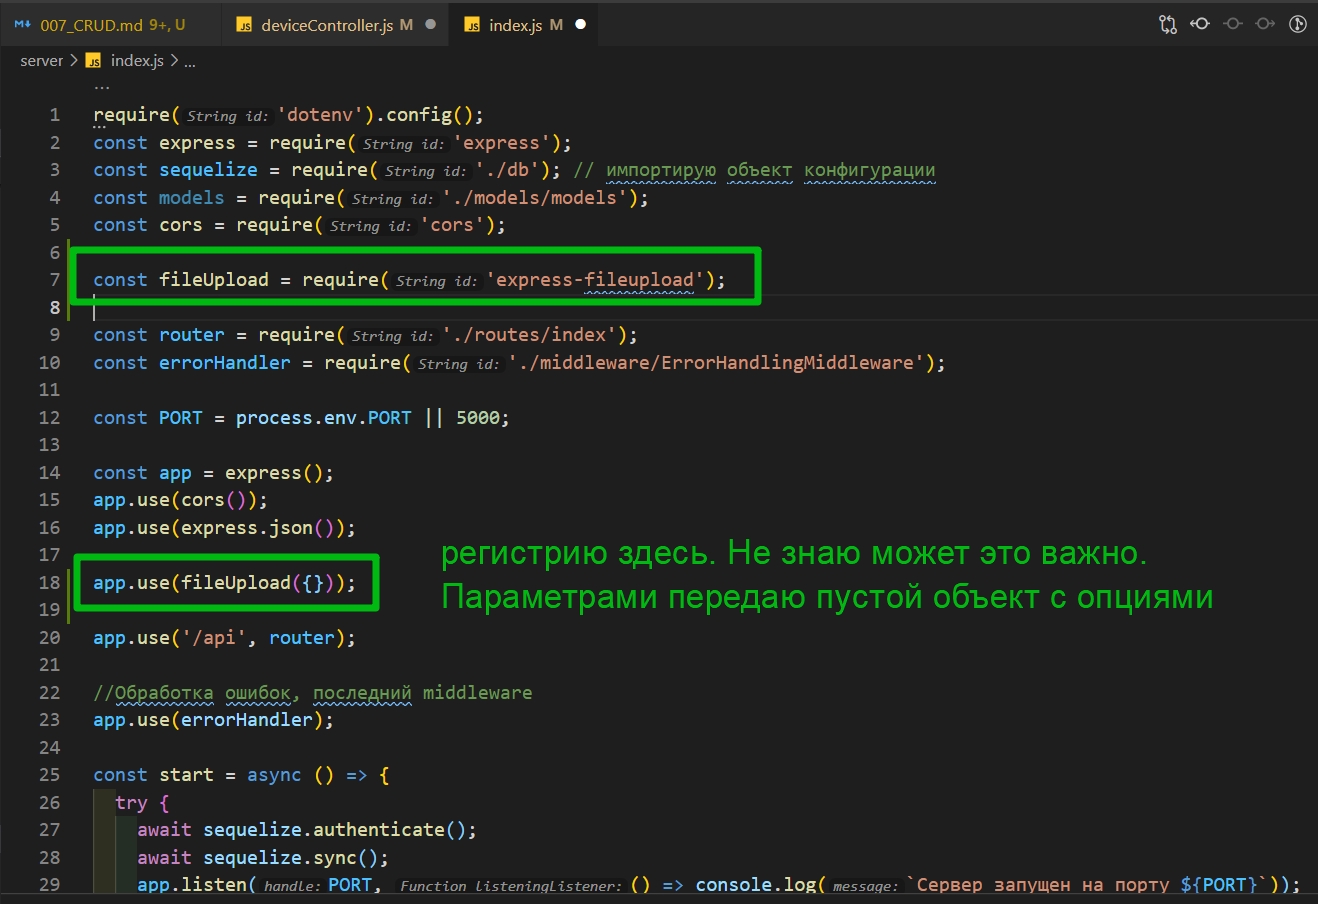 007_CRUD.md 9+, U
JS deviceController.js M
JS index.js M
server > JS index.js > ...
...
1 require( String id: 'dotenv').config();
2 const express = require( String id: 'express');
3 const sequelize = require( String id: './db'); // импортирую объект конфигурации
4 const models = require( String id: './models/models');
5 const cors = require( String id: 'cors');
6
7 const fileUpload = require( String id: 'express-fileupload');
8
9 const router = require( String id: './routes/index');
10 const errorHandler = require( String id: './middleware/ErrorHandlingMiddleware');
11
12 const PORT = process.env.PORT || 5000;
13
14 const app = express();
15 app.use(cors());
16 app.use(express.json());
17
регистрию здесь. Не знаю может это важно.
18 app.use(fileUpload({}));
Параметрами передаю пустой объект с опциями
19
20 app.use('/api', router);
21
22 //Обработка ошибок, последний middleware
23 app.use(errorHandler);
24
25 const start = async () => {
26 try {
27 await sequelize.authenticate();
28 await sequelize.sync();
29 app.listen( handle: PORT, Function listeningListener: () => console.log( message: `Сервер запущен на порту ${PORT}`));